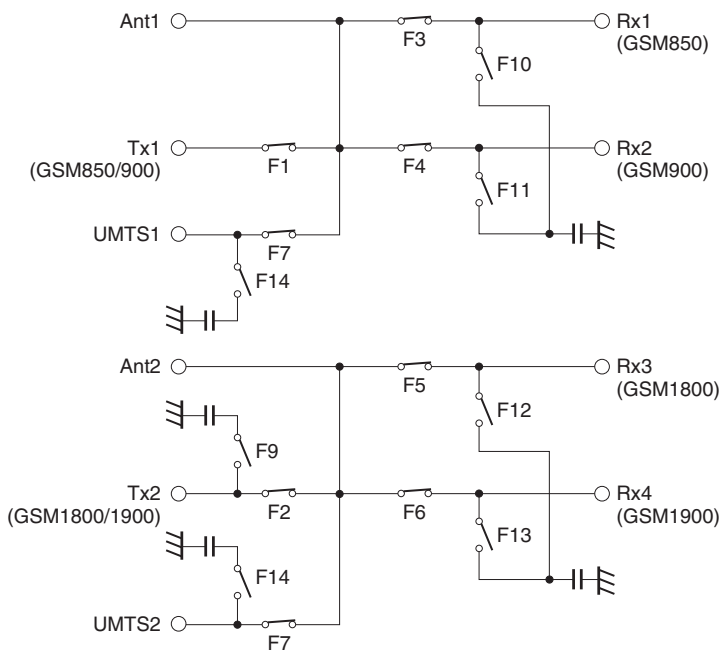 Ant1
F3
Rx1
(GSM850)
F10
Tx1
(GSM850/900)
F1
F4
Rx2
(GSM900)
F11
UMTS1
F7
F14
Ant2
F5
Rx3
(GSM1800)
F12
F9
Tx2
(GSM1800/1900)
F2
F6
Rx4
(GSM1900)
F13
F14
UMTS2
F7